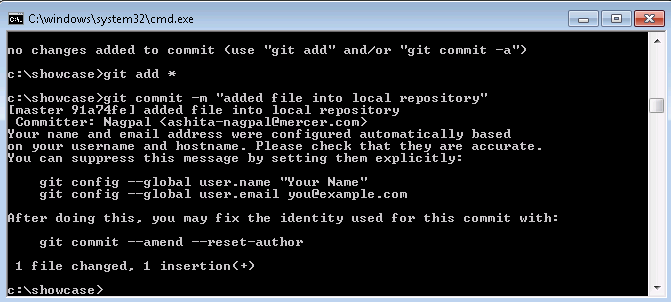 C:\windows\system32\cmd.exe
no changes added to commit (use "git add" and/or "git commit -a")
c:\showcase>git add *
c:\showcase>git commit -m "added file into local repository"
[master 91a74fe] added file into local repository
Committer: Nagpal <ashita-nagpal@mercer.com>
Your name and email address were configured automatically based
on your username and hostname. Please check that they are accurate.
You can suppress this message by setting them explicitly:
git config --global user.name "Your Name"
git config --global user.email you@example.com
After doing this, you may fix the identity used for this commit with:
git commit --amend --reset-author
1 file changed, 1 insertion(+)
c:\showcase>